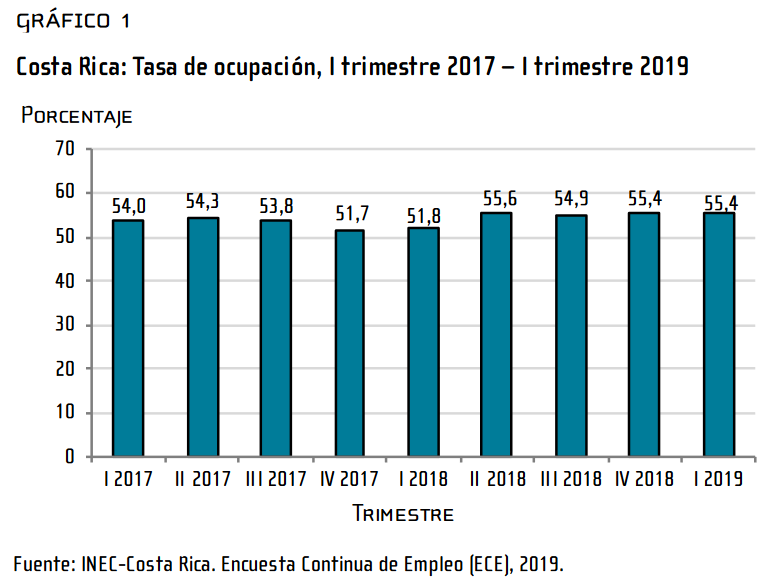 GRÁFICO 1
Costa Rica: Tasa de ocupación, I trimestre 2017 – I trimestre 2019
PORCENTAJE
70
60
50
40
30
20
10
0
54,0 54,3 53,8 51,7 51,8 55,6 54,9 55,4 55,4
I 2017 II 2017 III 2017 IV 2017 I 2018 II 2018 III 2018 IV 2018 I 2019
TRIMESTRE
Fuente: INEC-Costa Rica. Encuesta Continua de Empleo (ECE), 2019.